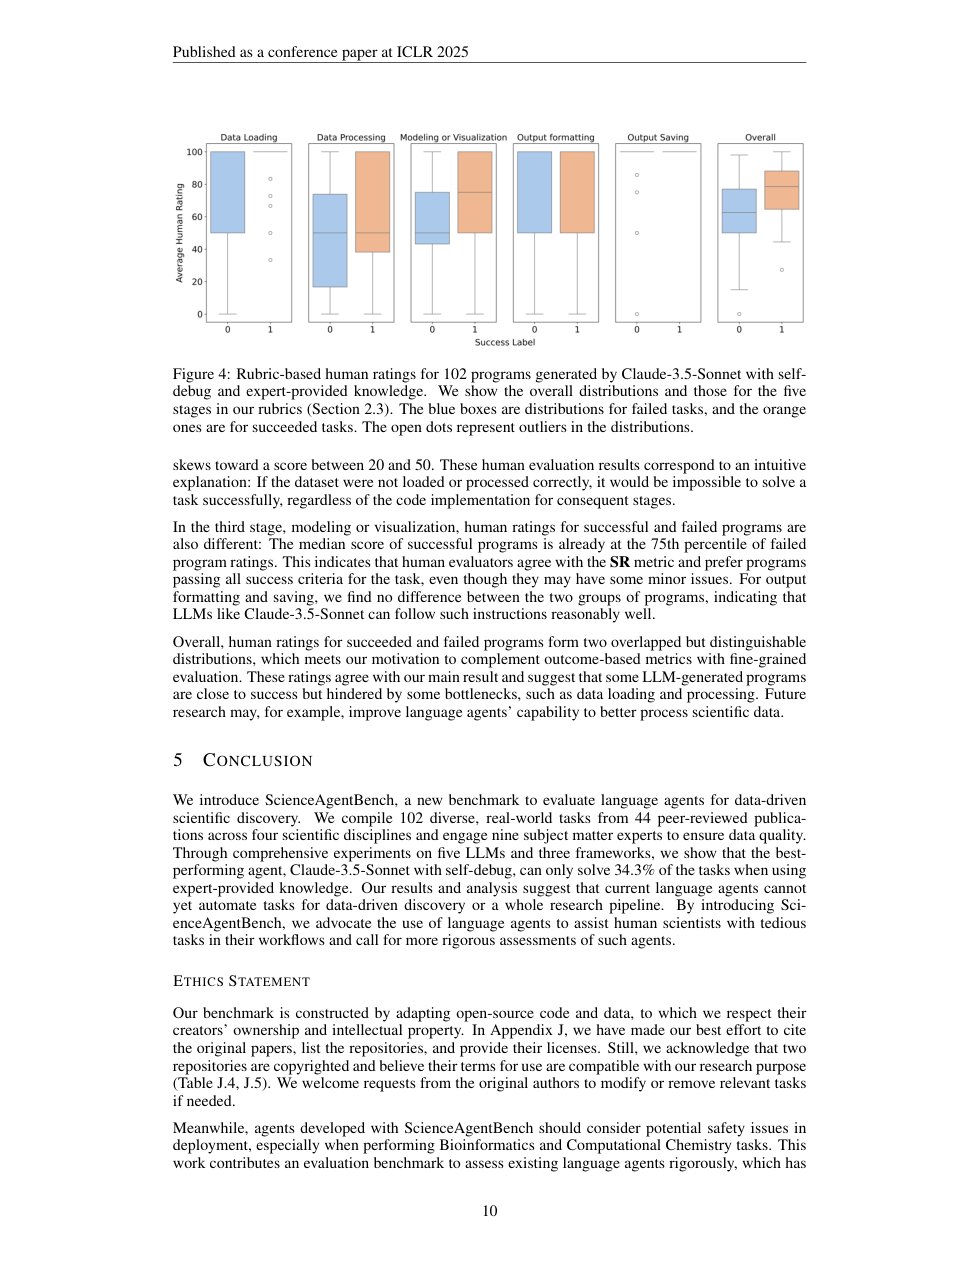 Published as a conference paper at ICLR 2025
Data Loading
Data Processing
Modeling or Visualization
Output formatting
Output Saving
Overall
Average Human Rating
100
80
60
40
20
0
0 1
0 1
0 1
0 1
0 1
0 1
Success Label
Figure 4: Rubric-based human ratings for 102 programs generated by Claude-3.5-Sonnet with self-
debug and expert-provided knowledge. We show the overall distributions and those for the five
stages in our rubrics (Section 2.3). The blue boxes are distributions for failed tasks, and the orange
ones are for succeeded tasks. The open dots represent outliers in the distributions.
skews toward a score between 20 and 50. These human evaluation results correspond to an intuitive
explanation: If the dataset were not loaded or processed correctly, it would be impossible to solve a
task successfully, regardless of the code implementation for consequent stages.
In the third stage, modeling or visualization, human ratings for successful and failed programs are
also different: The median score of successful programs is already at the 75th percentile of failed
program ratings. This indicates that human evaluators agree with the SR metric and prefer programs
passing all success criteria for the task, even though they may have some minor issues. For output
formatting and saving, we find no difference between the two groups of programs, indicating that
LLMs like Claude-3.5-Sonnet can follow such instructions reasonably well.
Overall, human ratings for succeeded and failed programs form two overlapped but distinguishable
distributions, which meets our motivation to complement outcome-based metrics with fine-grained
evaluation. These ratings agree with our main result and suggest that some LLM-generated programs
are close to success but hindered by some bottlenecks, such as data loading and processing. Future
research may, for example, improve language agents' capability to better process scientific data.
5 CONCLUSION
We introduce ScienceAgentBench, a new benchmark to evaluate language agents for data-driven
scientific discovery. We compile 102 diverse, real-world tasks from 44 peer-reviewed publica-
tions across four scientific disciplines and engage nine subject matter experts to ensure data quality.
Through comprehensive experiments on five LLMs and three frameworks, we show that the best-
performing agent, Claude-3.5-Sonnet with self-debug, can only solve 34.3% of the tasks when using
expert-provided knowledge. Our results and analysis suggest that current language agents cannot
yet automate tasks for data-driven discovery or a whole research pipeline. By introducing Sci-
enceAgentBench, we advocate the use of language agents to assist human scientists with tedious
tasks in their workflows and call for more rigorous assessments of such agents.
ETHICS STATEMENT
Our benchmark is constructed by adapting open-source code and data, to which we respect their
creators' ownership and intellectual property. In Appendix J, we have made our best effort to cite
the original papers, list the repositories, and provide their licenses. Still, we acknowledge that two
repositories are copyrighted and believe their terms for use are compatible with our research purpose
(Table J.4, J.5). We welcome requests from the original authors to modify or remove relevant tasks
if needed.
Meanwhile, agents developed with ScienceAgentBench should consider potential safety issues in
deployment, especially when performing Bioinformatics and Computational Chemistry tasks. This
work contributes an evaluation benchmark to assess existing language agents rigorously, which has
10